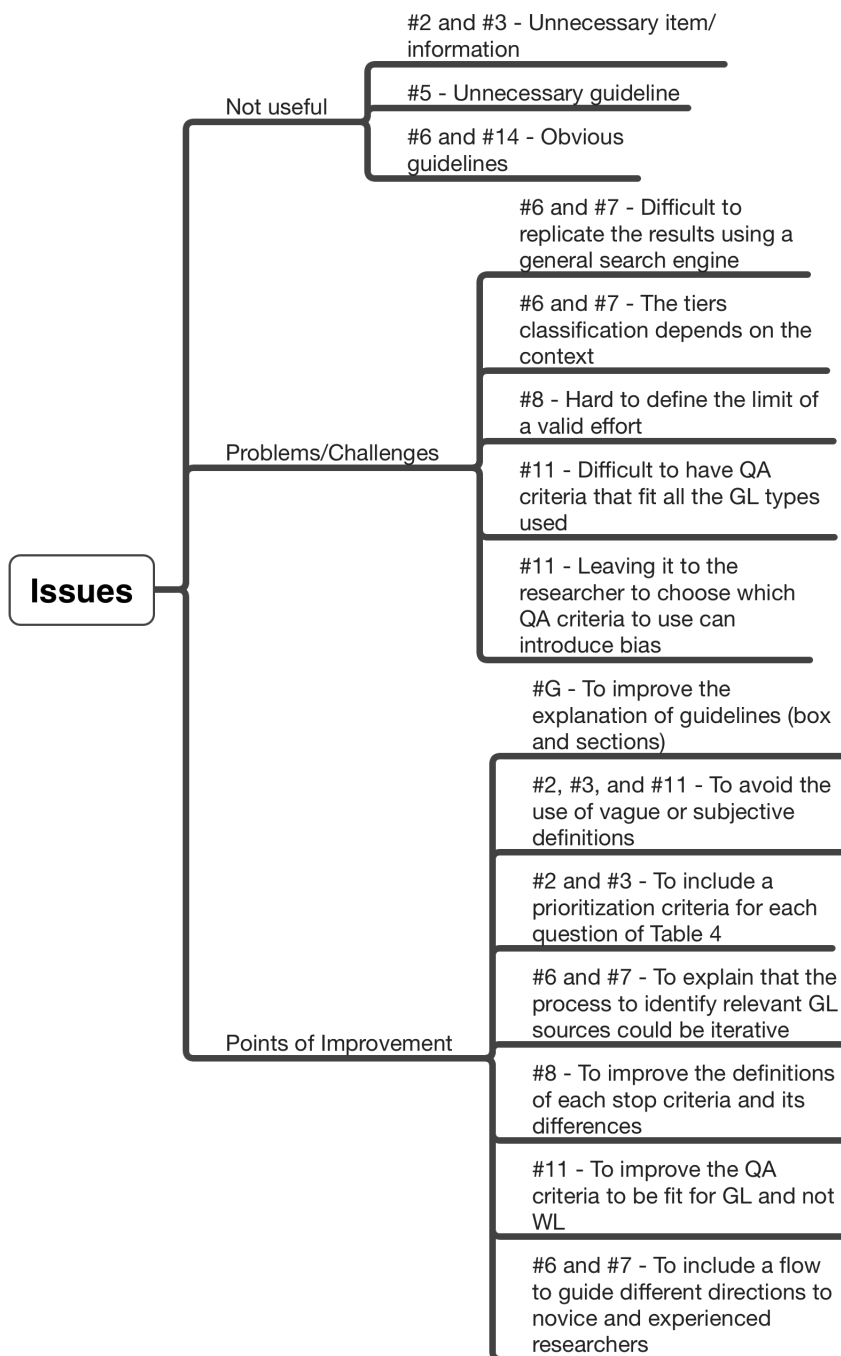 #2 and #3 - Unnecessary item/
information
#5 - Unnecessary guideline
Not useful
#6 and #14 - Obvious
guidelines
#6 and #7 - Difficult to
replicate the results using a
general search engine
#6 and #7 - The tiers
classification depends on the
context
#8 - Hard to define the limit of
a valid effort
Problems/Challenges
#11 - Difficult to have QA
criteria that fit all the GL types
used
#11 - Leaving it to the
researcher to choose which
QA criteria to use can
introduce bias
Issues
#G - To improve the
explanation of guidelines (box
and sections)
#2, #3, and #11 - To avoid the
use of vague or subjective
definitions
#2 and #3 - To include a
prioritization criteria for each
question of Table 4
#6 and #7 - To explain that the
process to identify relevant GL
sources could be iterative
Points of Improvement
#8 - To improve the definitions
of each stop criteria and its
differences
#11 - To improve the QA
criteria to be fit for GL and not
WL
#6 and #7 - To include a flow
to guide different directions to
novice and experienced
researchers